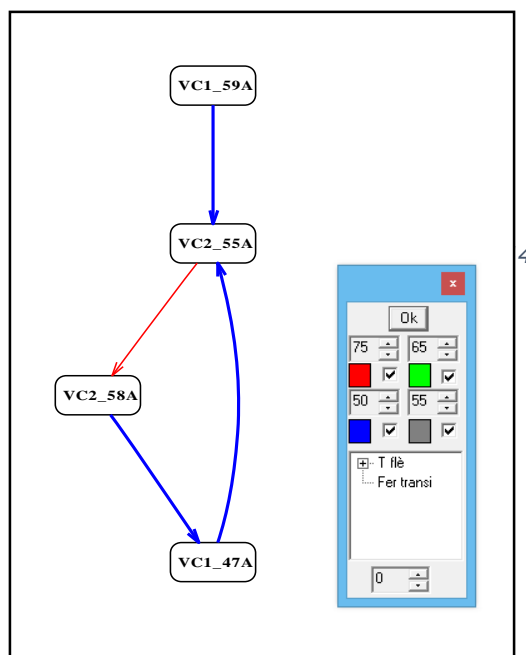 VC1_59A
VC2_55A
VC2_58A
VC1_47A
x
Ok
75 65
50 55
T flè
Fer transi
0